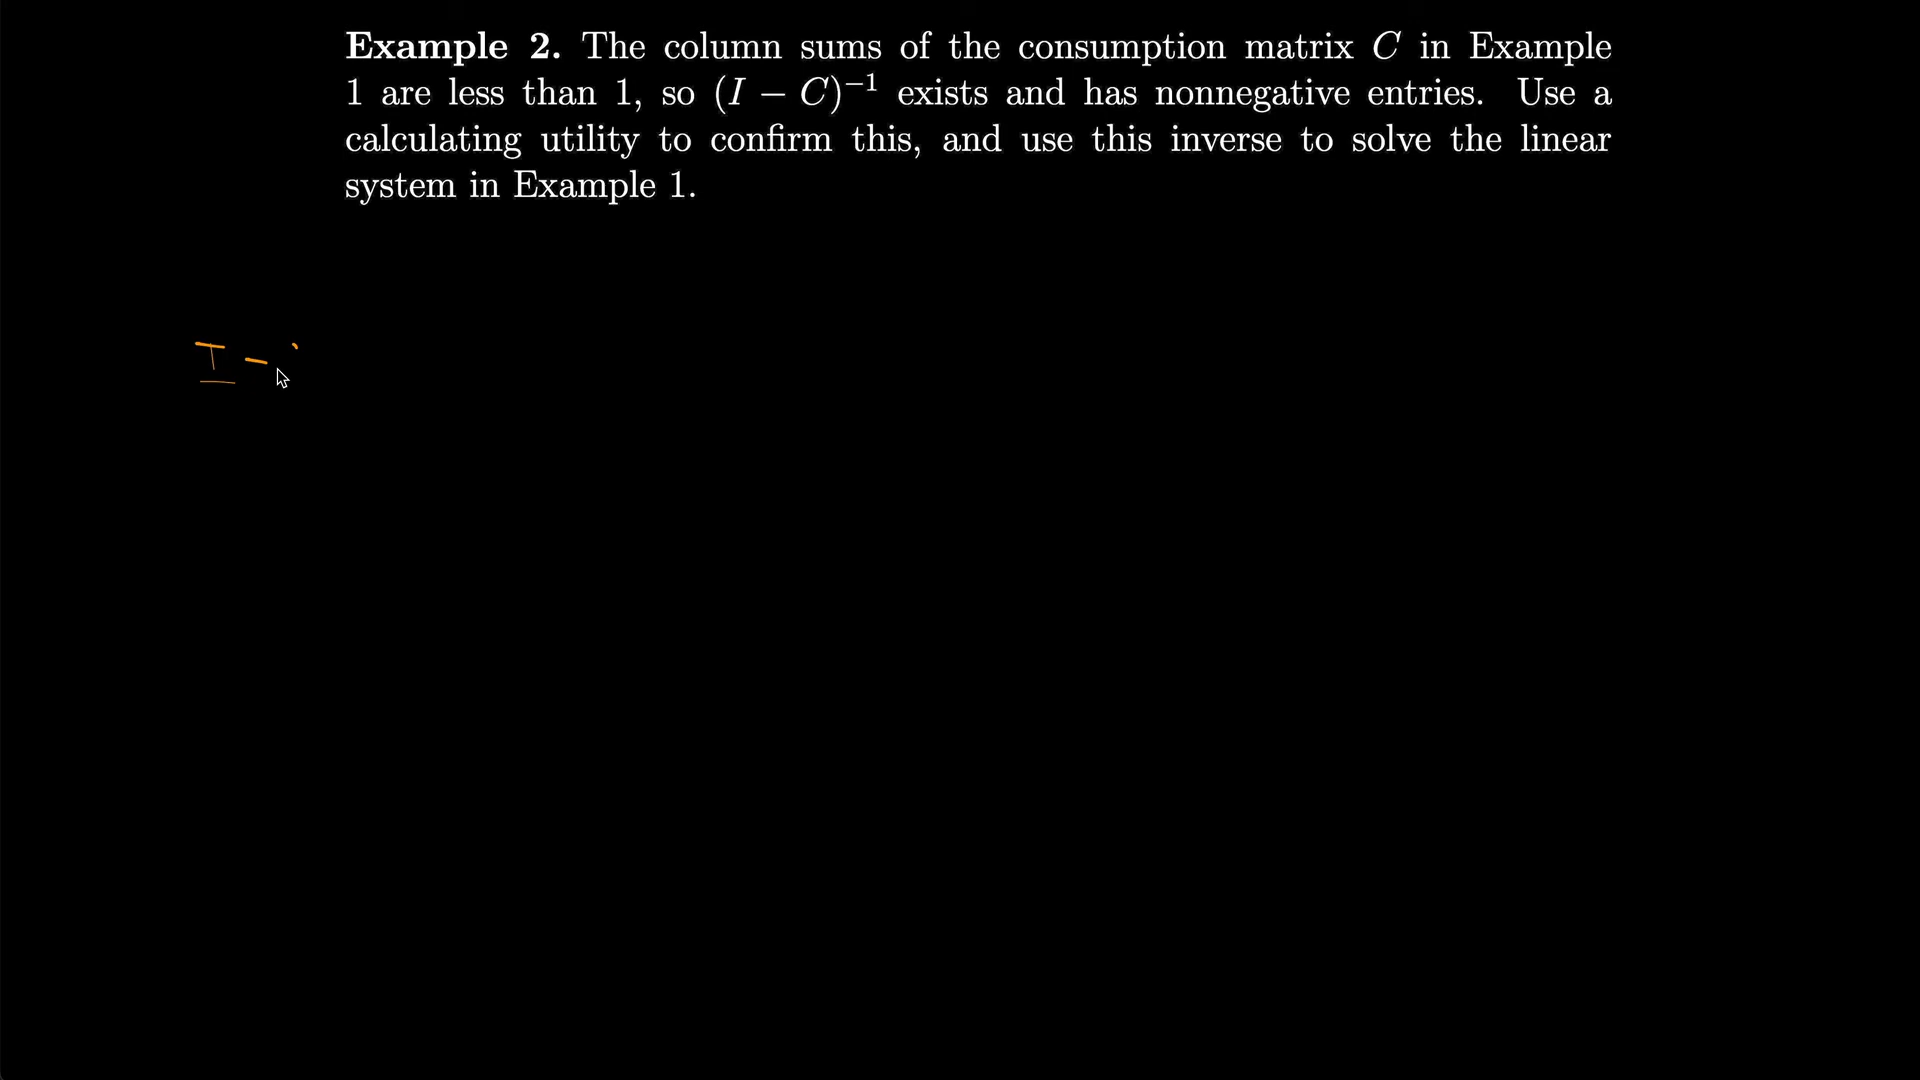 Example 2. The column sums of the consumption matrix C in Example
1 are less than 1, so (I − C)⁻¹ exists and has nonnegative entries. Use a
calculating utility to confirm this, and use this inverse to solve the linear
system in Example 1.
I −